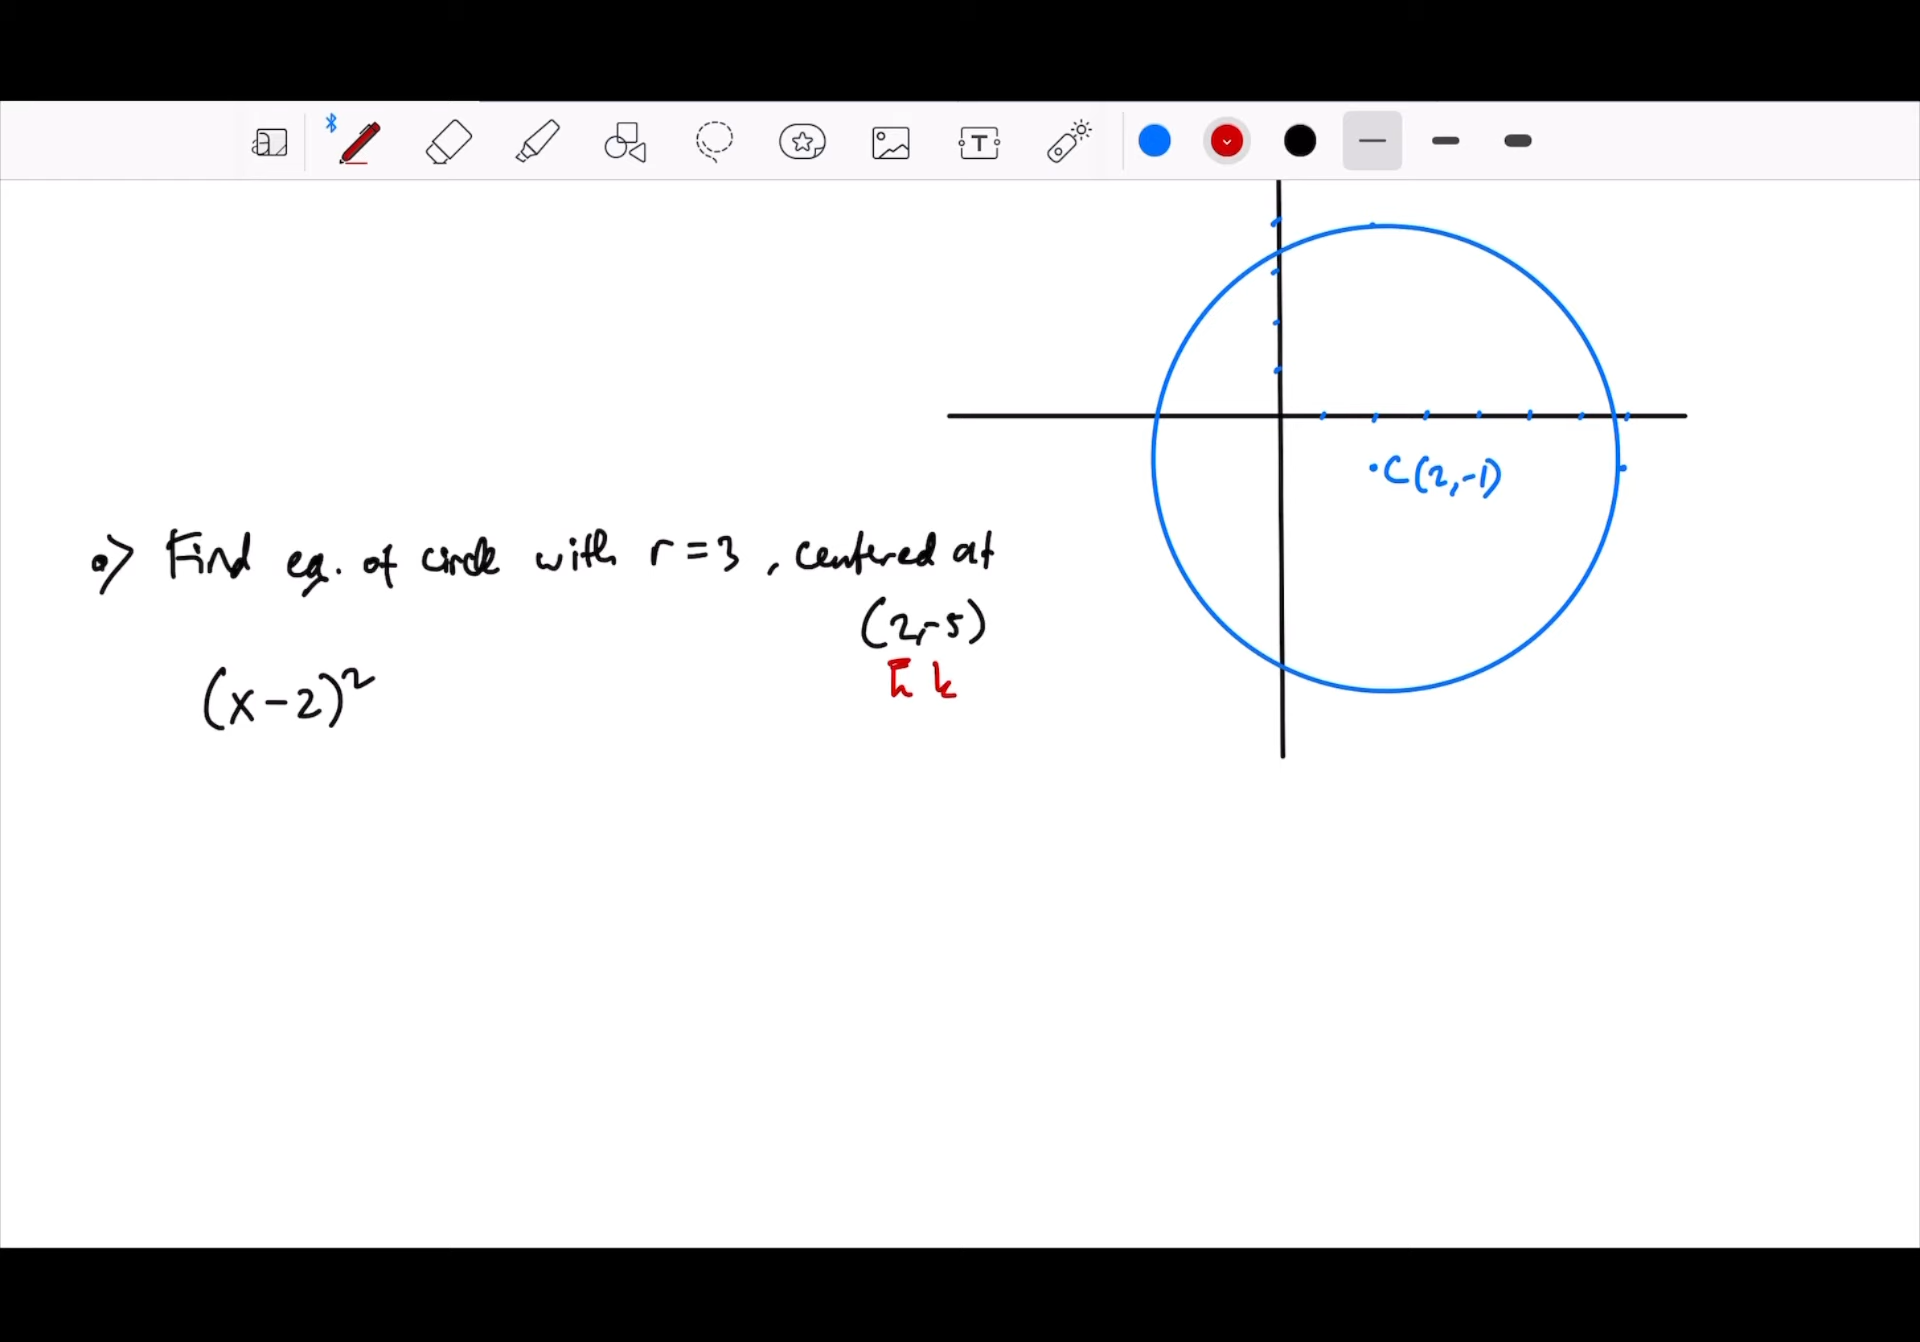 C(2,-1)
•> Find eq. of circle with r = 3, centered at
(2,-5)
h k
(x-2)²